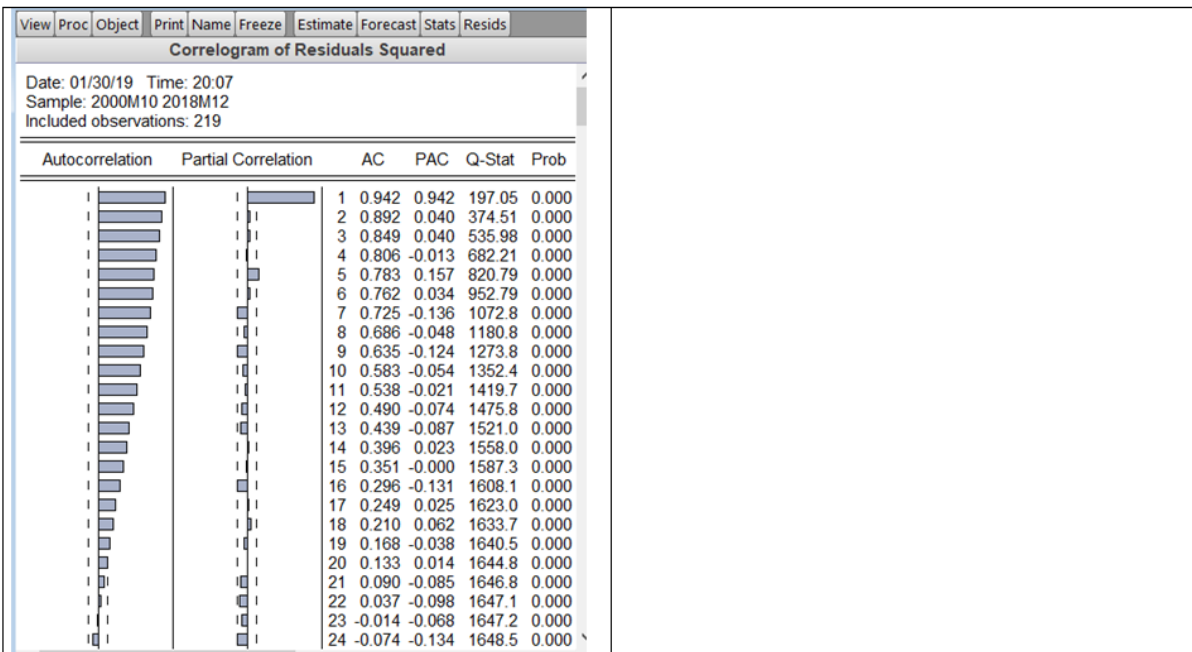 View Proc Object Print Name Freeze Estimate Forecast Stats Resids
Correlogram of Residuals Squared
Date: 01/30/19 Time: 20:07
Sample: 2000M10 2018M12
Included observations: 219
Autocorrelation Partial Correlation AC PAC Q-Stat Prob
1 0.942 0.942 197.05 0.000
2 0.892 0.040 374.51 0.000
3 0.849 0.040 535.98 0.000
4 0.806 -0.013 682.21 0.000
5 0.783 0.157 820.79 0.000
6 0.762 0.034 952.79 0.000
7 0.725 -0.136 1072.8 0.000
8 0.686 -0.048 1180.8 0.000
9 0.635 -0.124 1273.8 0.000
10 0.583 -0.054 1352.4 0.000
11 0.538 -0.021 1419.7 0.000
12 0.490 -0.074 1475.8 0.000
13 0.439 -0.087 1521.0 0.000
14 0.396 0.023 1558.0 0.000
15 0.351 -0.000 1587.3 0.000
16 0.296 -0.131 1608.1 0.000
17 0.249 0.025 1623.0 0.000
18 0.210 0.062 1633.7 0.000
19 0.168 -0.038 1640.5 0.000
20 0.133 0.014 1644.8 0.000
21 0.090 -0.085 1646.8 0.000
22 0.037 -0.098 1647.1 0.000
23 -0.014 -0.068 1647.2 0.000
24 -0.074 -0.134 1648.5 0.000